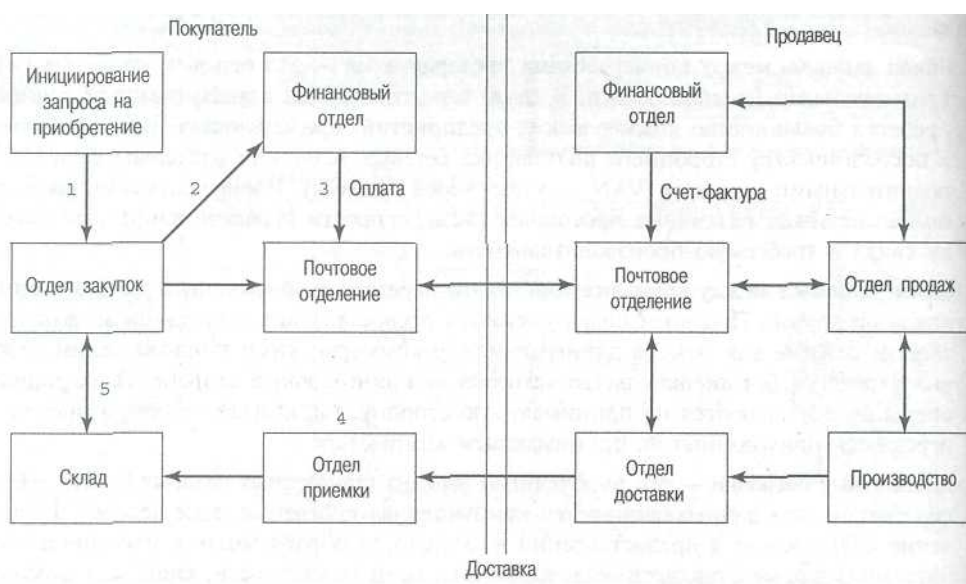 Покупатель
Продавец
Инициирование
запроса на
приобретение
Финансовый
отдел
Финансовый
отдел
1
2
3
Оплата
Счет-фактура
Отдел закупок
Почтовое
отделение
Почтовое
отделение
Отдел продаж
5
4
Склад
Отдел
приемки
Отдел
доставки
Производство
Доставка